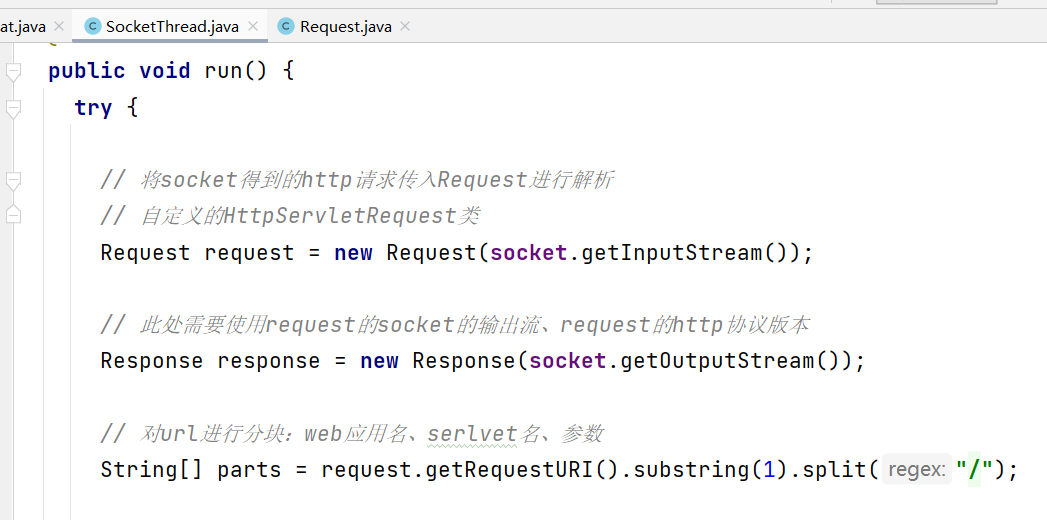 at.java SocketThread.java Request.java
public void run() {
try {
// 将socket得到的http请求传入Request进行解析
// 自定义的HttpServletRequest类
Request request = new Request(socket.getInputStream());
// 此处需要使用request的socket的输出流、request的http协议版本
Response response = new Response(socket.getOutputStream());
// 对url进行分块：web应用名、serlvet名、参数
String[] parts = request.getRequestURI().substring(1).split( regex: "/");